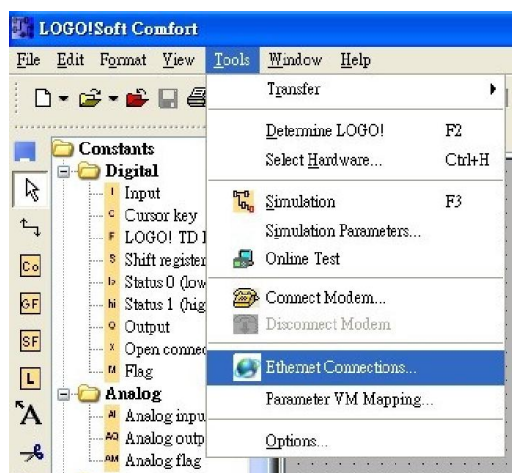 LOGO!Soft Comfort
File Edit Format View Tools Window Help
Transfer
Determine LOGO! F2
Select Hardware... Ctrl+H
Simulation F3
Simulation Parameters...
Online Test
Connect Modem...
Disconnect Modem
Ethernet Connections...
Parameter VM Mapping...
Options...
Constants
Digital
I Input
C Cursor key
F LOGO! TD
S Shift register
lo Status 0 (low
hi Status 1 (hig
Q Output
X Open connec
M Flag
Analog
AI Analog inpu
AQ Analog outp
AM Analog flag
Co
GF
SF
L
A